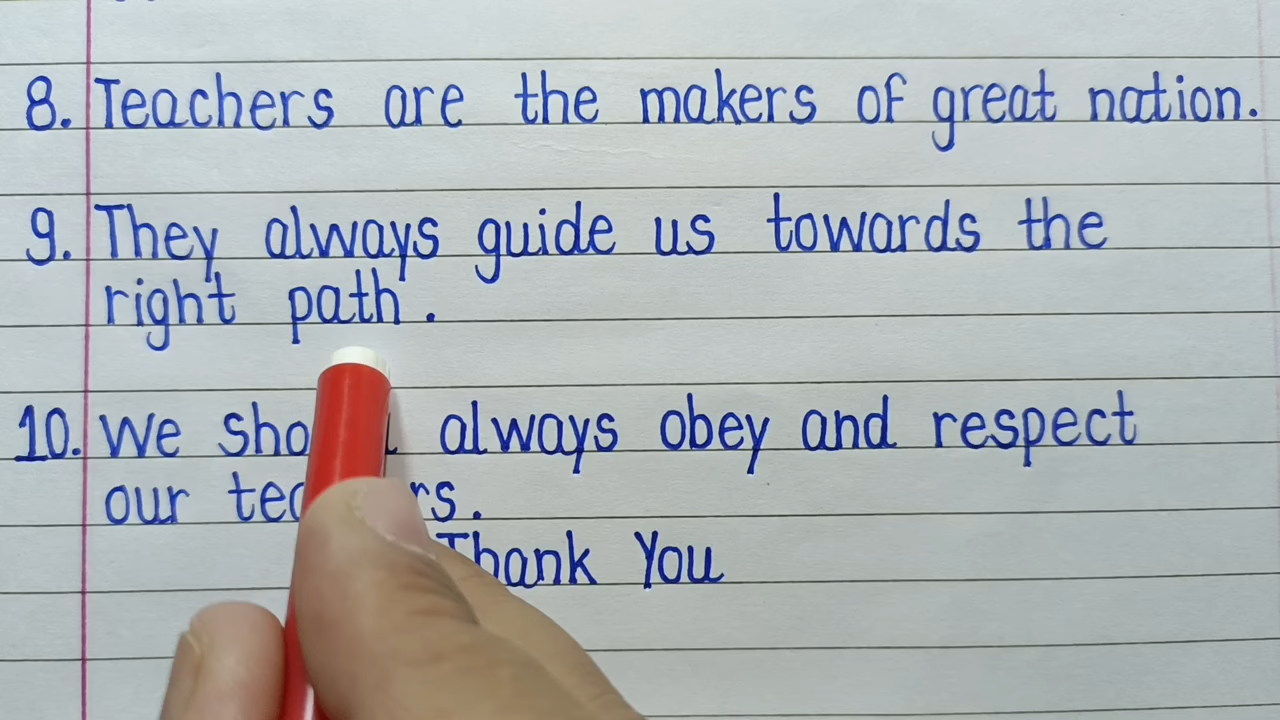 8. Teachers are the makers of great nation.
9. They always guide us towards the
right path.
10. We always obey and respect
our
Thank You